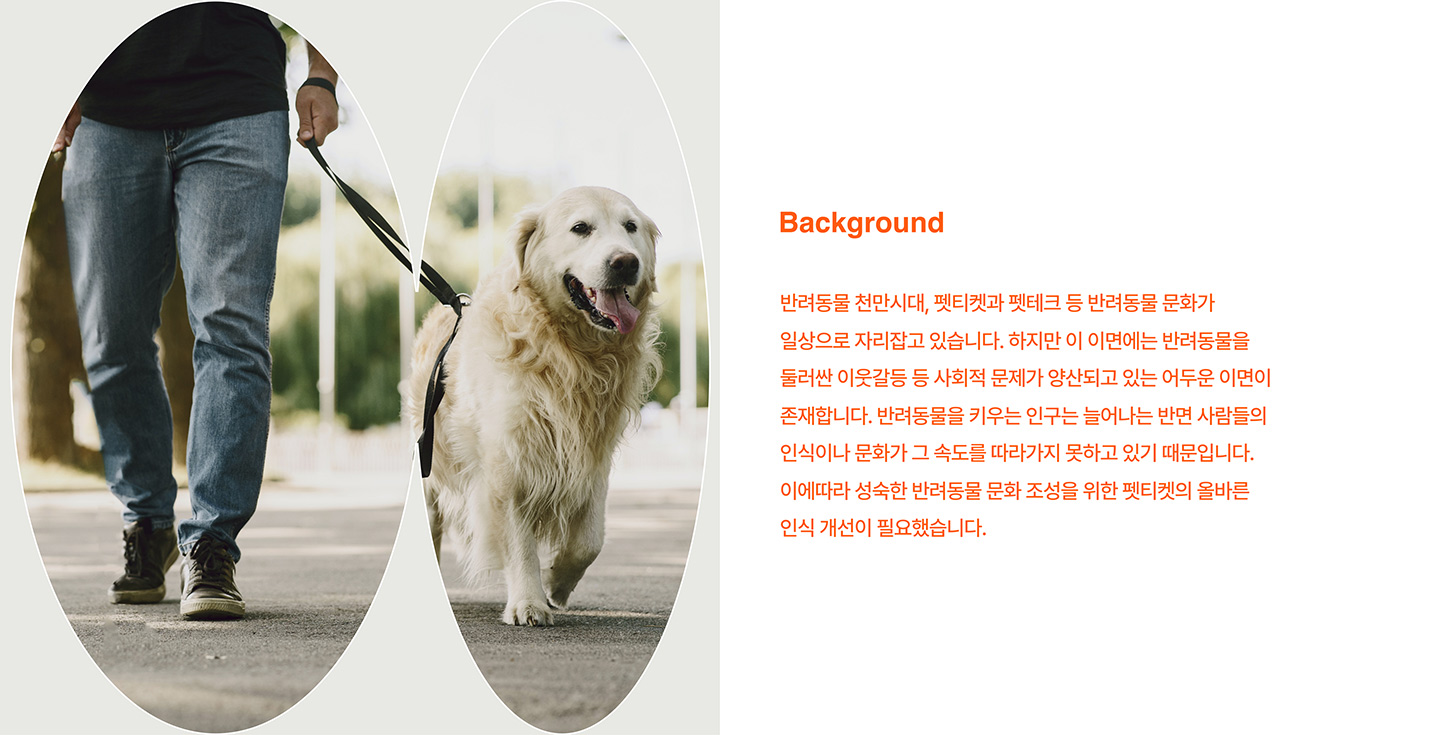 Background
반려동물 천만시대, 펫티켓과 펫테크 등 반려동물 문화가
일상으로 자리잡고 있습니다. 하지만 이 이면에는 반려동물을
둘러싼 이웃갈등 등 사회적 문제가 양산되고 있는 어두운 이면이
존재합니다. 반려동물을 키우는 인구는 늘어나는 반면 사람들의
인식이나 문화가 그 속도를 따라가지 못하고 있기 때문입니다.
이에따라 성숙한 반려동물 문화 조성을 위한 펫티켓의 올바른
인식 개선이 필요했습니다.